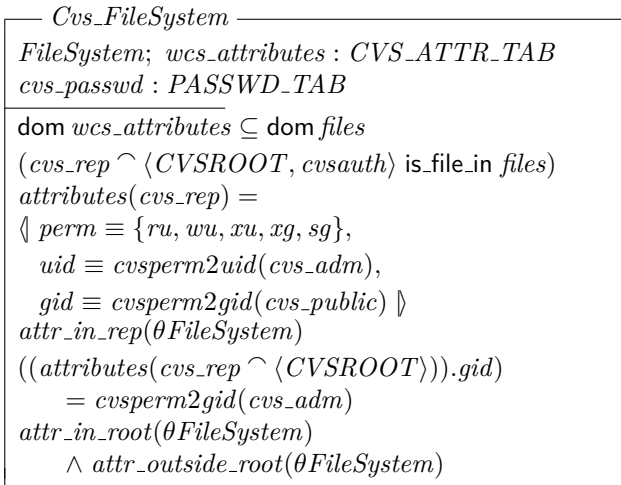 Cvs_FileSystem
FileSystem; wcs_attributes : CVS_ATTR_TAB
cvs_passwd : PASSWD_TAB
dom wcs_attributes ⊆ dom files
(cvs_rep ⌢ ⟨CVSROOT, cvsauth⟩ is_file_in files)
attributes(cvs_rep) =
⦉ perm ≡ {ru, wu, xu, xg, sg},
uid ≡ cvsperm2uid(cvs_adm),
gid ≡ cvsperm2gid(cvs_public) ⦊
attr_in_rep(θFileSystem)
((attributes(cvs_rep ⌢ ⟨CVSROOT⟩)).gid)
= cvsperm2gid(cvs_adm)
attr_in_root(θFileSystem)
∧ attr_outside_root(θFileSystem)